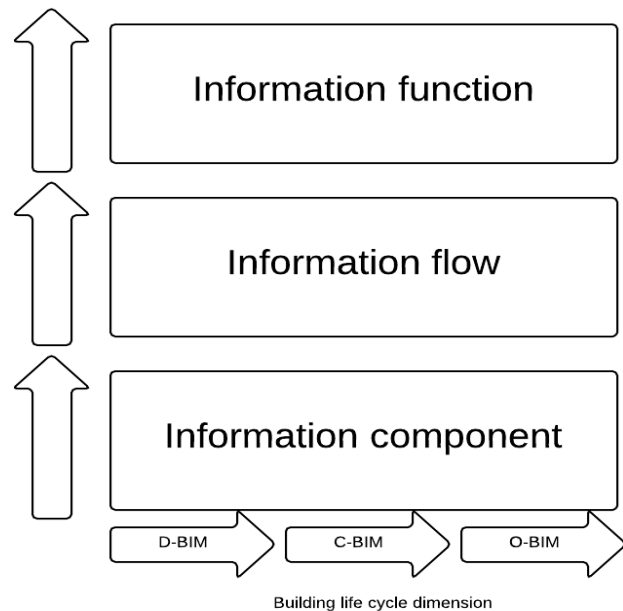 Information function
Information flow
Information component
D-BIM
C-BIM
O-BIM
Building life cycle dimension